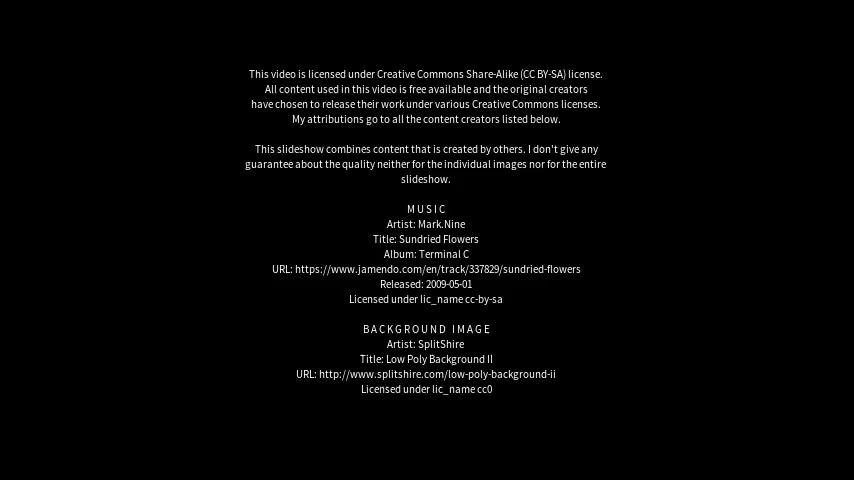 This video is licensed under Creative Commons Share-Alike (CC BY-SA) license.
All content used in this video is free available and the original creators
have chosen to release their work under various Creative Commons licenses.
My attributions go to all the content creators listed below.
This slideshow combines content that is created by others. I don't give any
guarantee about the quality neither for the individual images nor for the entire
slideshow.
MUSIC
Artist: Mark.Nine
Title: Sundried Flowers
Album: Terminal C
URL: https://www.jamendo.com/en/track/337829/sundried-flowers
Released: 2009-05-01
Licensed under lic_name cc-by-sa
BACKGROUND IMAGE
Artist: SplitShire
Title: Low Poly Background II
URL: http://www.splitshire.com/low-poly-background-ii
Licensed under lic_name cc0